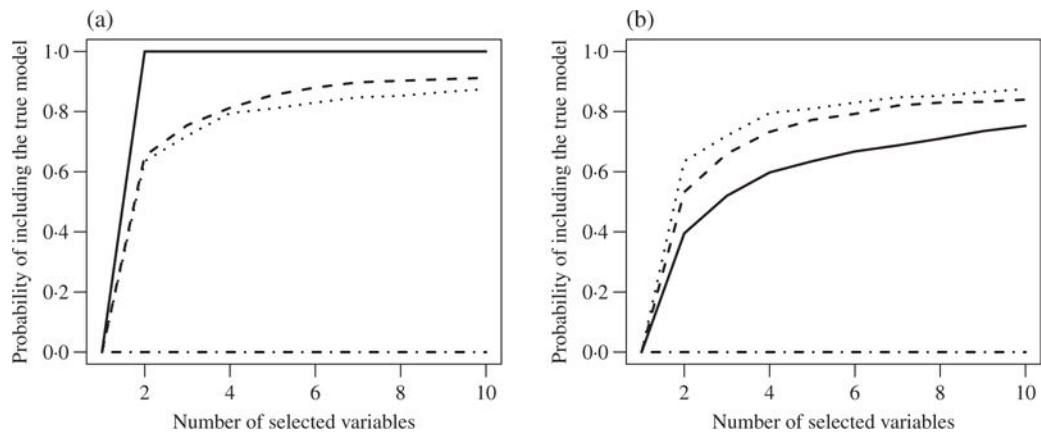 (a)
Probability of including the true model
1·0
0·8
0·6
0·4
0·2
0·0
2 4 6 8 10
Number of selected variables
(b)
Probability of including the true model
1·0
0·8
0·6
0·4
0·2
0·0
2 4 6 8 10
Number of selected variables